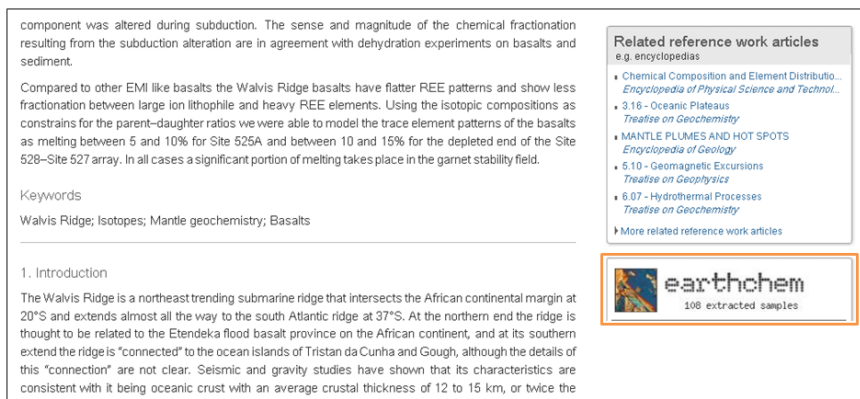 component was altered during subduction. The sense and magnitude of the chemical fractionation
resulting from the subduction alteration are in agreement with dehydration experiments on basalts and
sediment.
Compared to other EMI like basalts the Walvis Ridge basalts have flatter REE patterns and show less
fractionation between large ion lithophile and heavy REE elements. Using the isotopic compositions as
constrains for the parent–daughter ratios we were able to model the trace element patterns of the basalts
as melting between 5 and 10% for Site 525A and between 10 and 15% for the depleted end of the Site
528–Site 527 array. In all cases a significant portion of melting takes place in the garnet stability field.
Keywords
Walvis Ridge; Isotopes; Mantle geochemistry; Basalts
1. Introduction
The Walvis Ridge is a northeast trending submarine ridge that intersects the African continental margin at
20°S and extends almost all the way to the south Atlantic ridge at 37°S. At the northern end the ridge is
thought to be related to the Etendeka flood basalt province on the African continent, and at its southern
extend the ridge is "connected" to the ocean islands of Tristan da Cunha and Gough, although the details of
this "connection" are not clear. Seismic and gravity studies have shown that its characteristics are
consistent with it being oceanic crust with an average crustal thickness of 12 to 15 km, or twice the
Related reference work articles
e.g. encyclopedias
Chemical Composition and Element Distributio...
Encyclopedia of Physical Science and Technol...
3.16 - Oceanic Plateaus
Treatise on Geochemistry
MANTLE PLUMES AND HOT SPOTS
Encyclopedia of Geology
5.10 - Geomagnetic Excursions
Treatise on Geophysics
6.07 - Hydrothermal Processes
Treatise on Geochemistry
More related reference work articles
earthchem
108 extracted samples